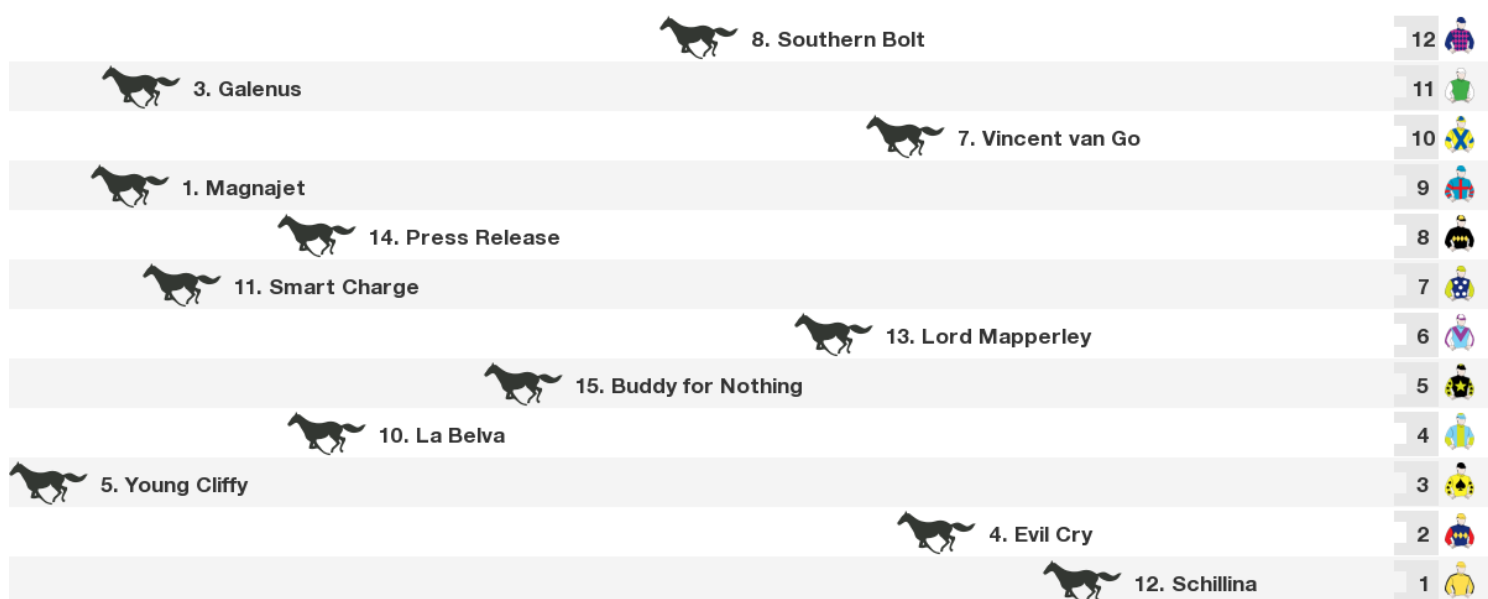 8. Southern Bolt 12
3. Galenus 11
7. Vincent van Go 10
1. Magnajet 9
14. Press Release 8
11. Smart Charge 7
13. Lord Mapperley 6
15. Buddy for Nothing 5
10. La Belva 4
5. Young Cliffy 3
4. Evil Cry 2
12. Schillina 1